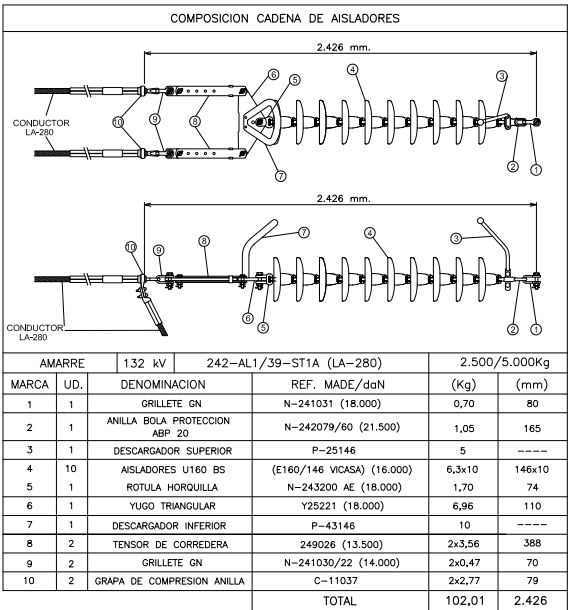 COMPOSICION CADENA DE AISLADORES
2.426 mm.
4
3
6
5
CONDUCTOR
LA-280
10
9
8
7
2
1
2.426 mm.
10
9
8
7
4
3
6
5
2
1
CONDUCTOR
LA-280
AMARRE 132 kV 242-AL1/39-ST1A (LA-280) 2.500/5.000Kg
MARCA UD. DENOMINACION REF. MADE/daN (Kg) (mm)
1 1 GRILLETE GN N-241031 (18.000) 0,70 80
2 1 ANILLA BOLA PROTECCION ABP 20 N-242079/60 (21.500) 1,05 165
3 1 DESCARGADOR SUPERIOR P-25146 5 ----
4 10 AISLADORES U160 BS (E160/146 VICASA) (16.000) 6,3x10 146x10
5 1 ROTULA HORQUILLA N-243200 AE (18.000) 1,70 74
6 1 YUGO TRIANGULAR Y25221 (18.000) 6,96 110
7 1 DESCARGADOR INFERIOR P-43146 10 ----
8 2 TENSOR DE CORREDERA 249026 (13.500) 2x3,56 388
9 2 GRILLETE GN N-241030/22 (14.000) 2x0,47 70
10 2 GRAPA DE COMPRESION ANILLA C-11037 2x2,77 79
TOTAL 102,01 2.426